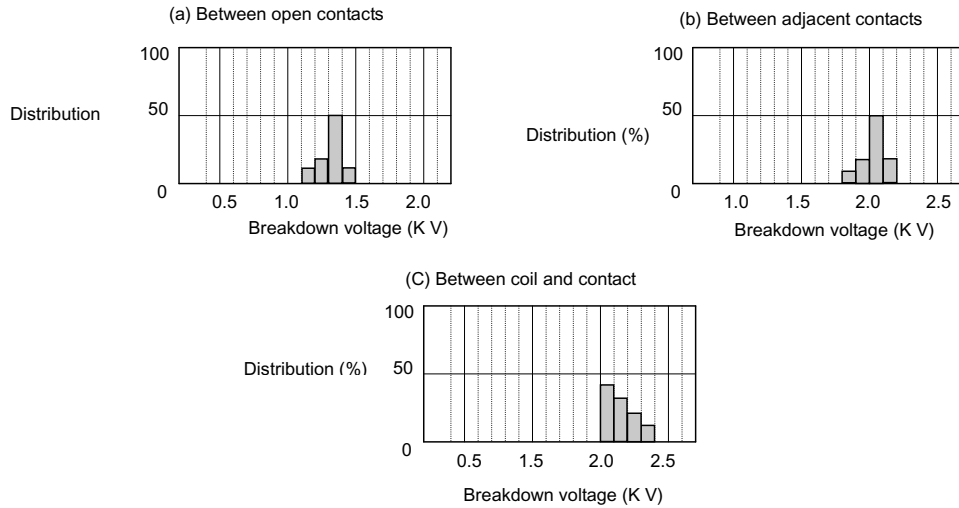 (a) Between open contacts
100
Distribution
50
0
0.5 1.0 1.5 2.0
Breakdown voltage (K V)
(b) Between adjacent contacts
100
50
Distribution (%)
0
1.0 1.5 2.0 2.5
Breakdown voltage (K V)
(C) Between coil and contact
100
Distribution (%)
50
0
0.5 1.5 2.0 2.5
Breakdown voltage (K V)